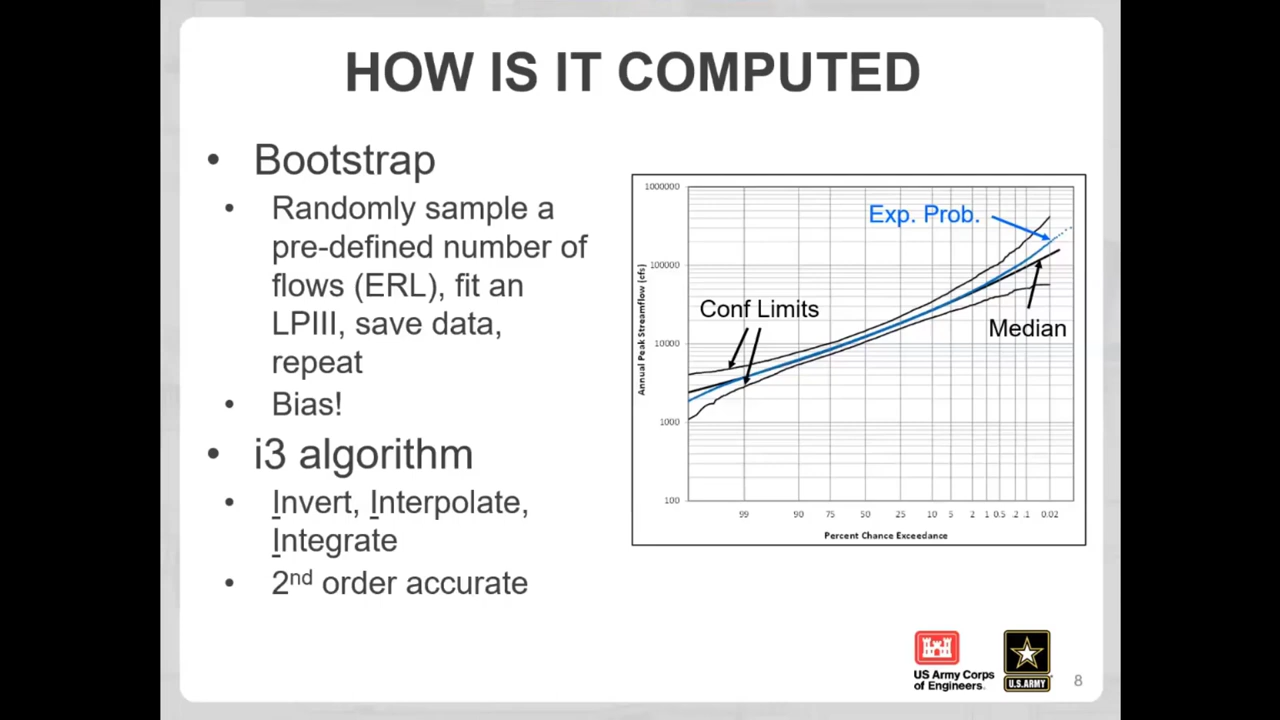 HOW IS IT COMPUTED
• Bootstrap
• Randomly sample a
pre-defined number of
flows (ERL), fit an
LPIII, save data,
repeat
• Bias!
• i3 algorithm
• Invert, Interpolate,
Integrate
• 2nd order accurate
1000000
100000
10000
1000
100
Annual Peak Streamflow (cfs)
Exp. Prob.
Conf Limits
Median
99 90 75 50 25 10 5 2 1 0.5 .2 .1 0.02
Percent Chance Exceedance
US Army Corps
of Engineers
U.S.ARMY
8